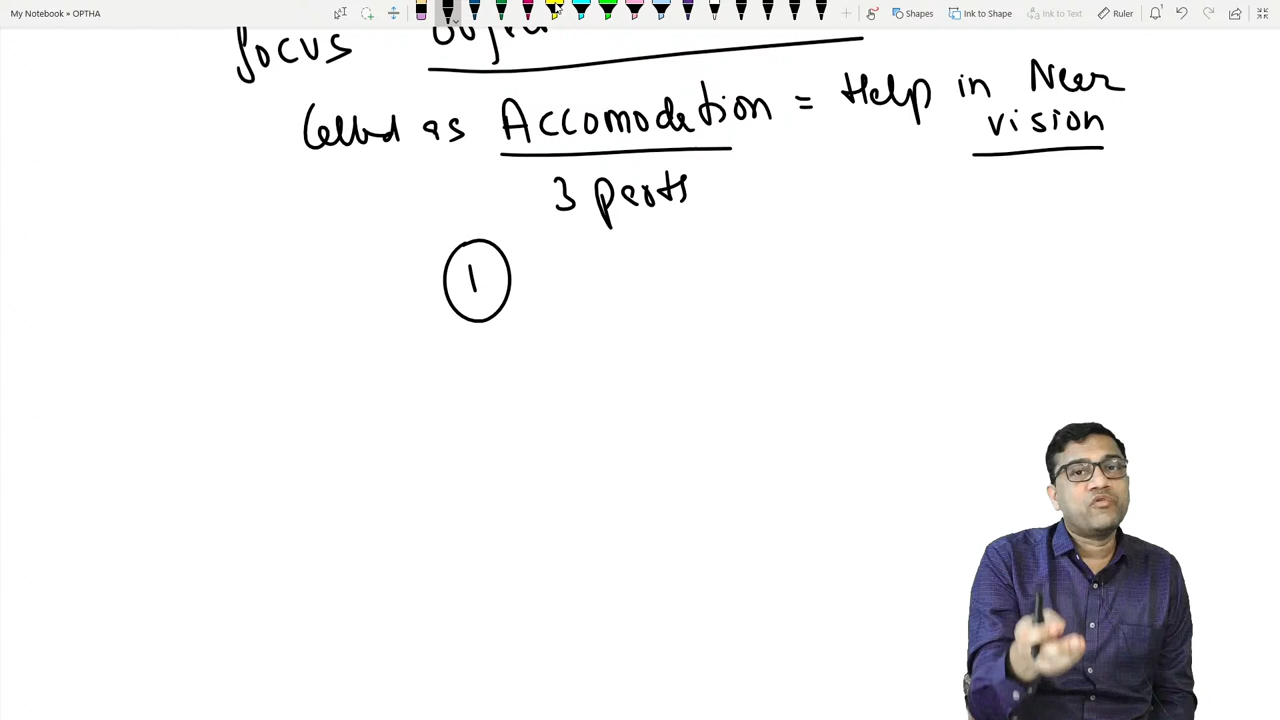 My Notebook » OPTHA
Shapes
Ink to Shape
Ink to Text
Ruler
focus
Called as Accomodation = Help in Near
vision
3 parts
1